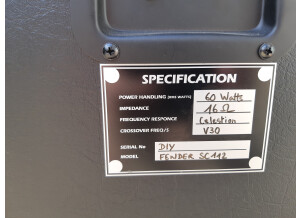 SPECIFICATION
POWER HANDLING (RMS WATTS) 60 Watts
IMPEDANCE 16 Ω
FREQUENCY RESPONCE Celestion
CROSSOVER FREQ/S V30
SERIAL No DIY
MODEL FENDER SC112